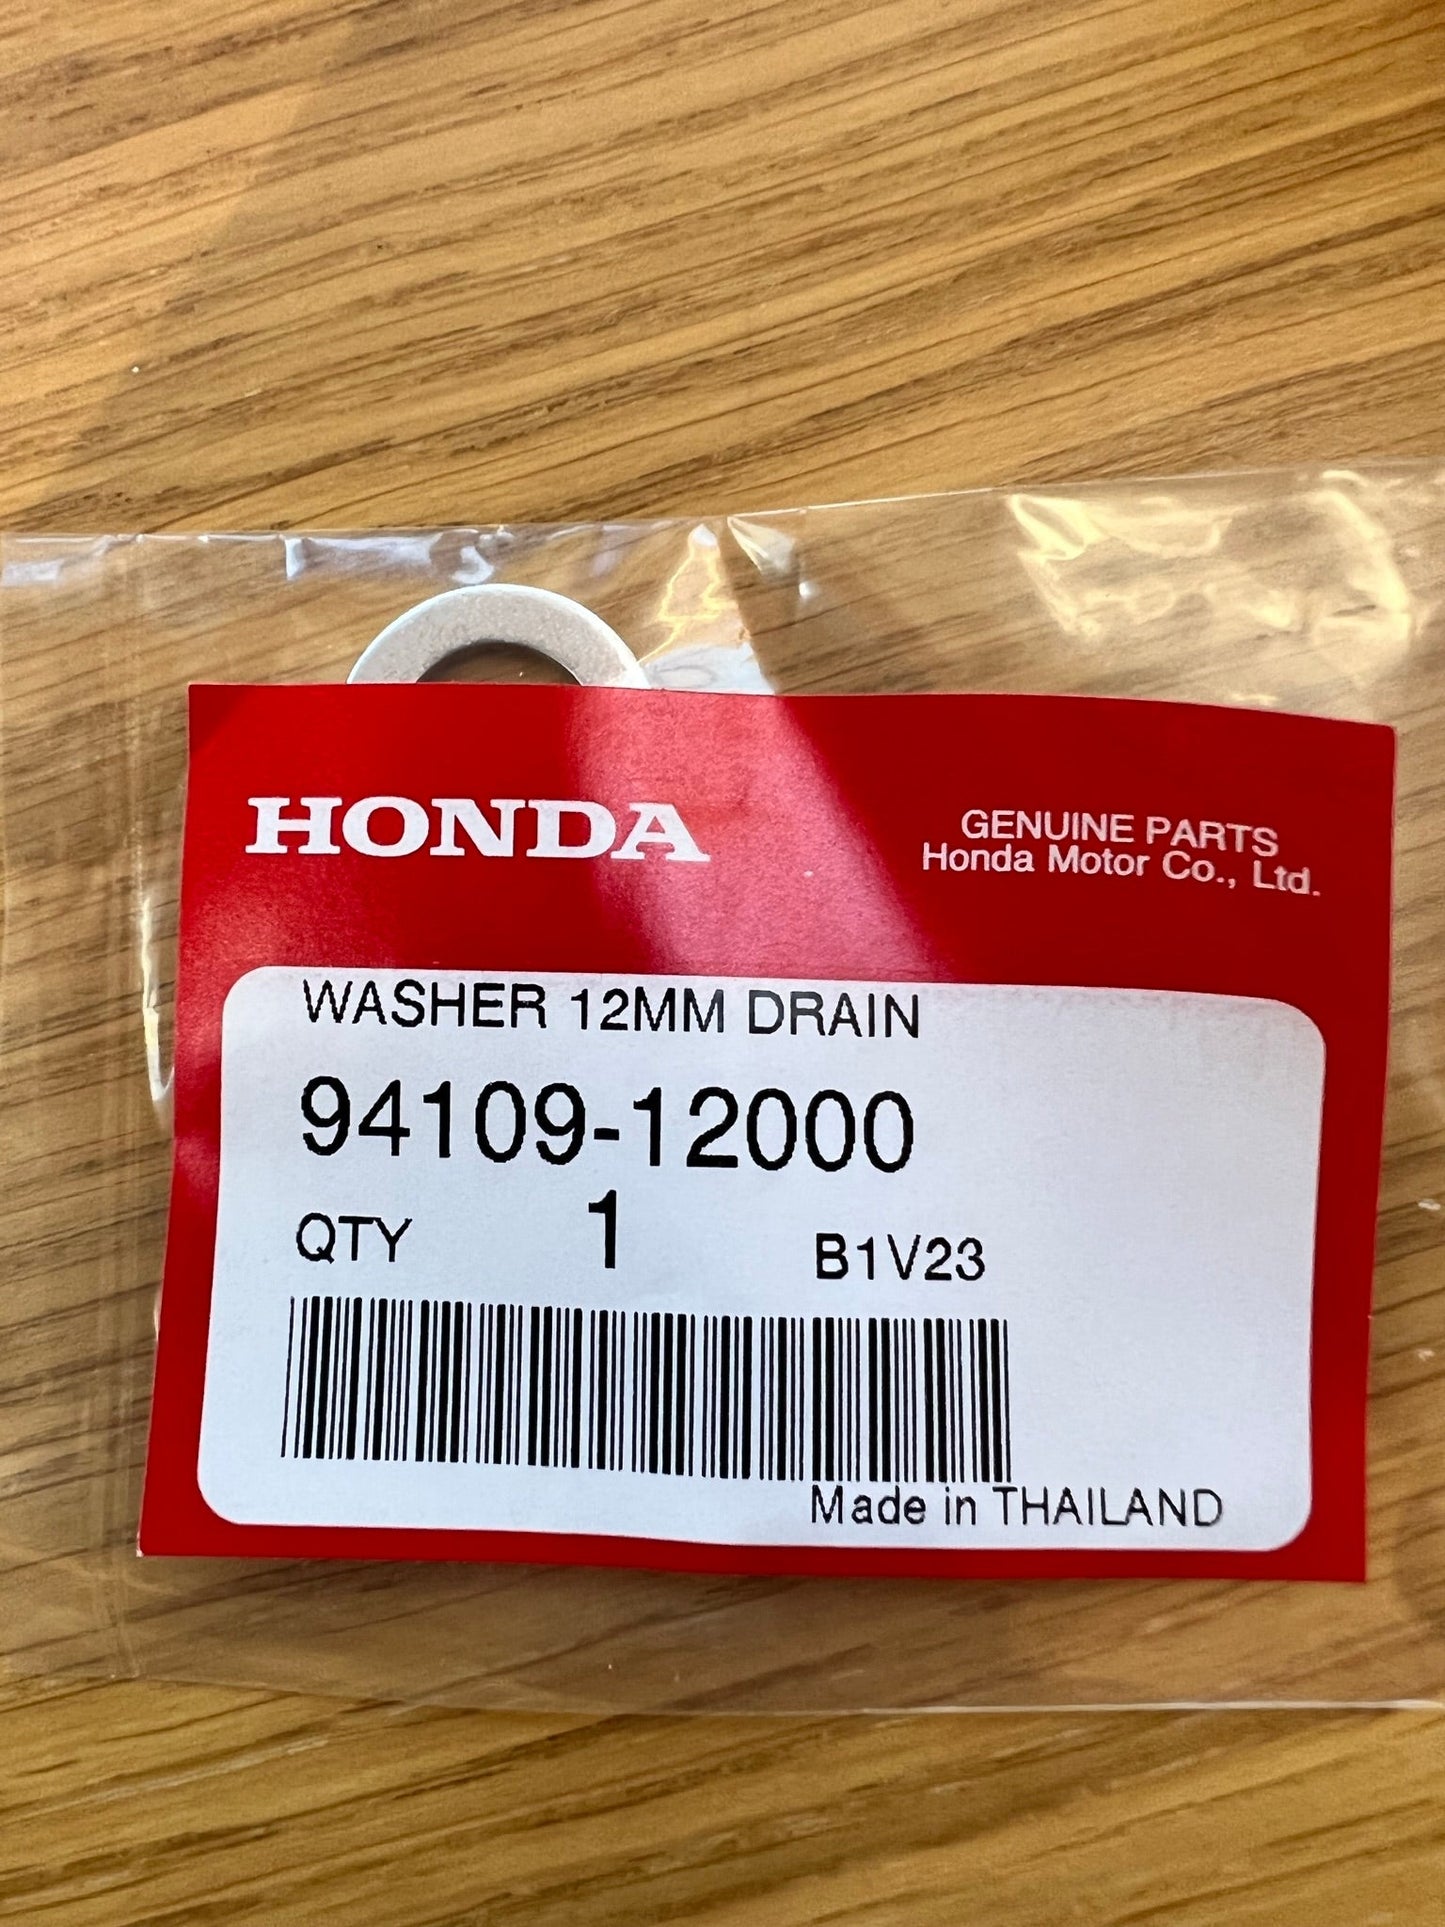 HONDA
GENUINE PARTS
Honda Motor Co., Ltd.
WASHER 12MM DRAIN
94109-12000
QTY 1 B1V23
Made in THAILAND